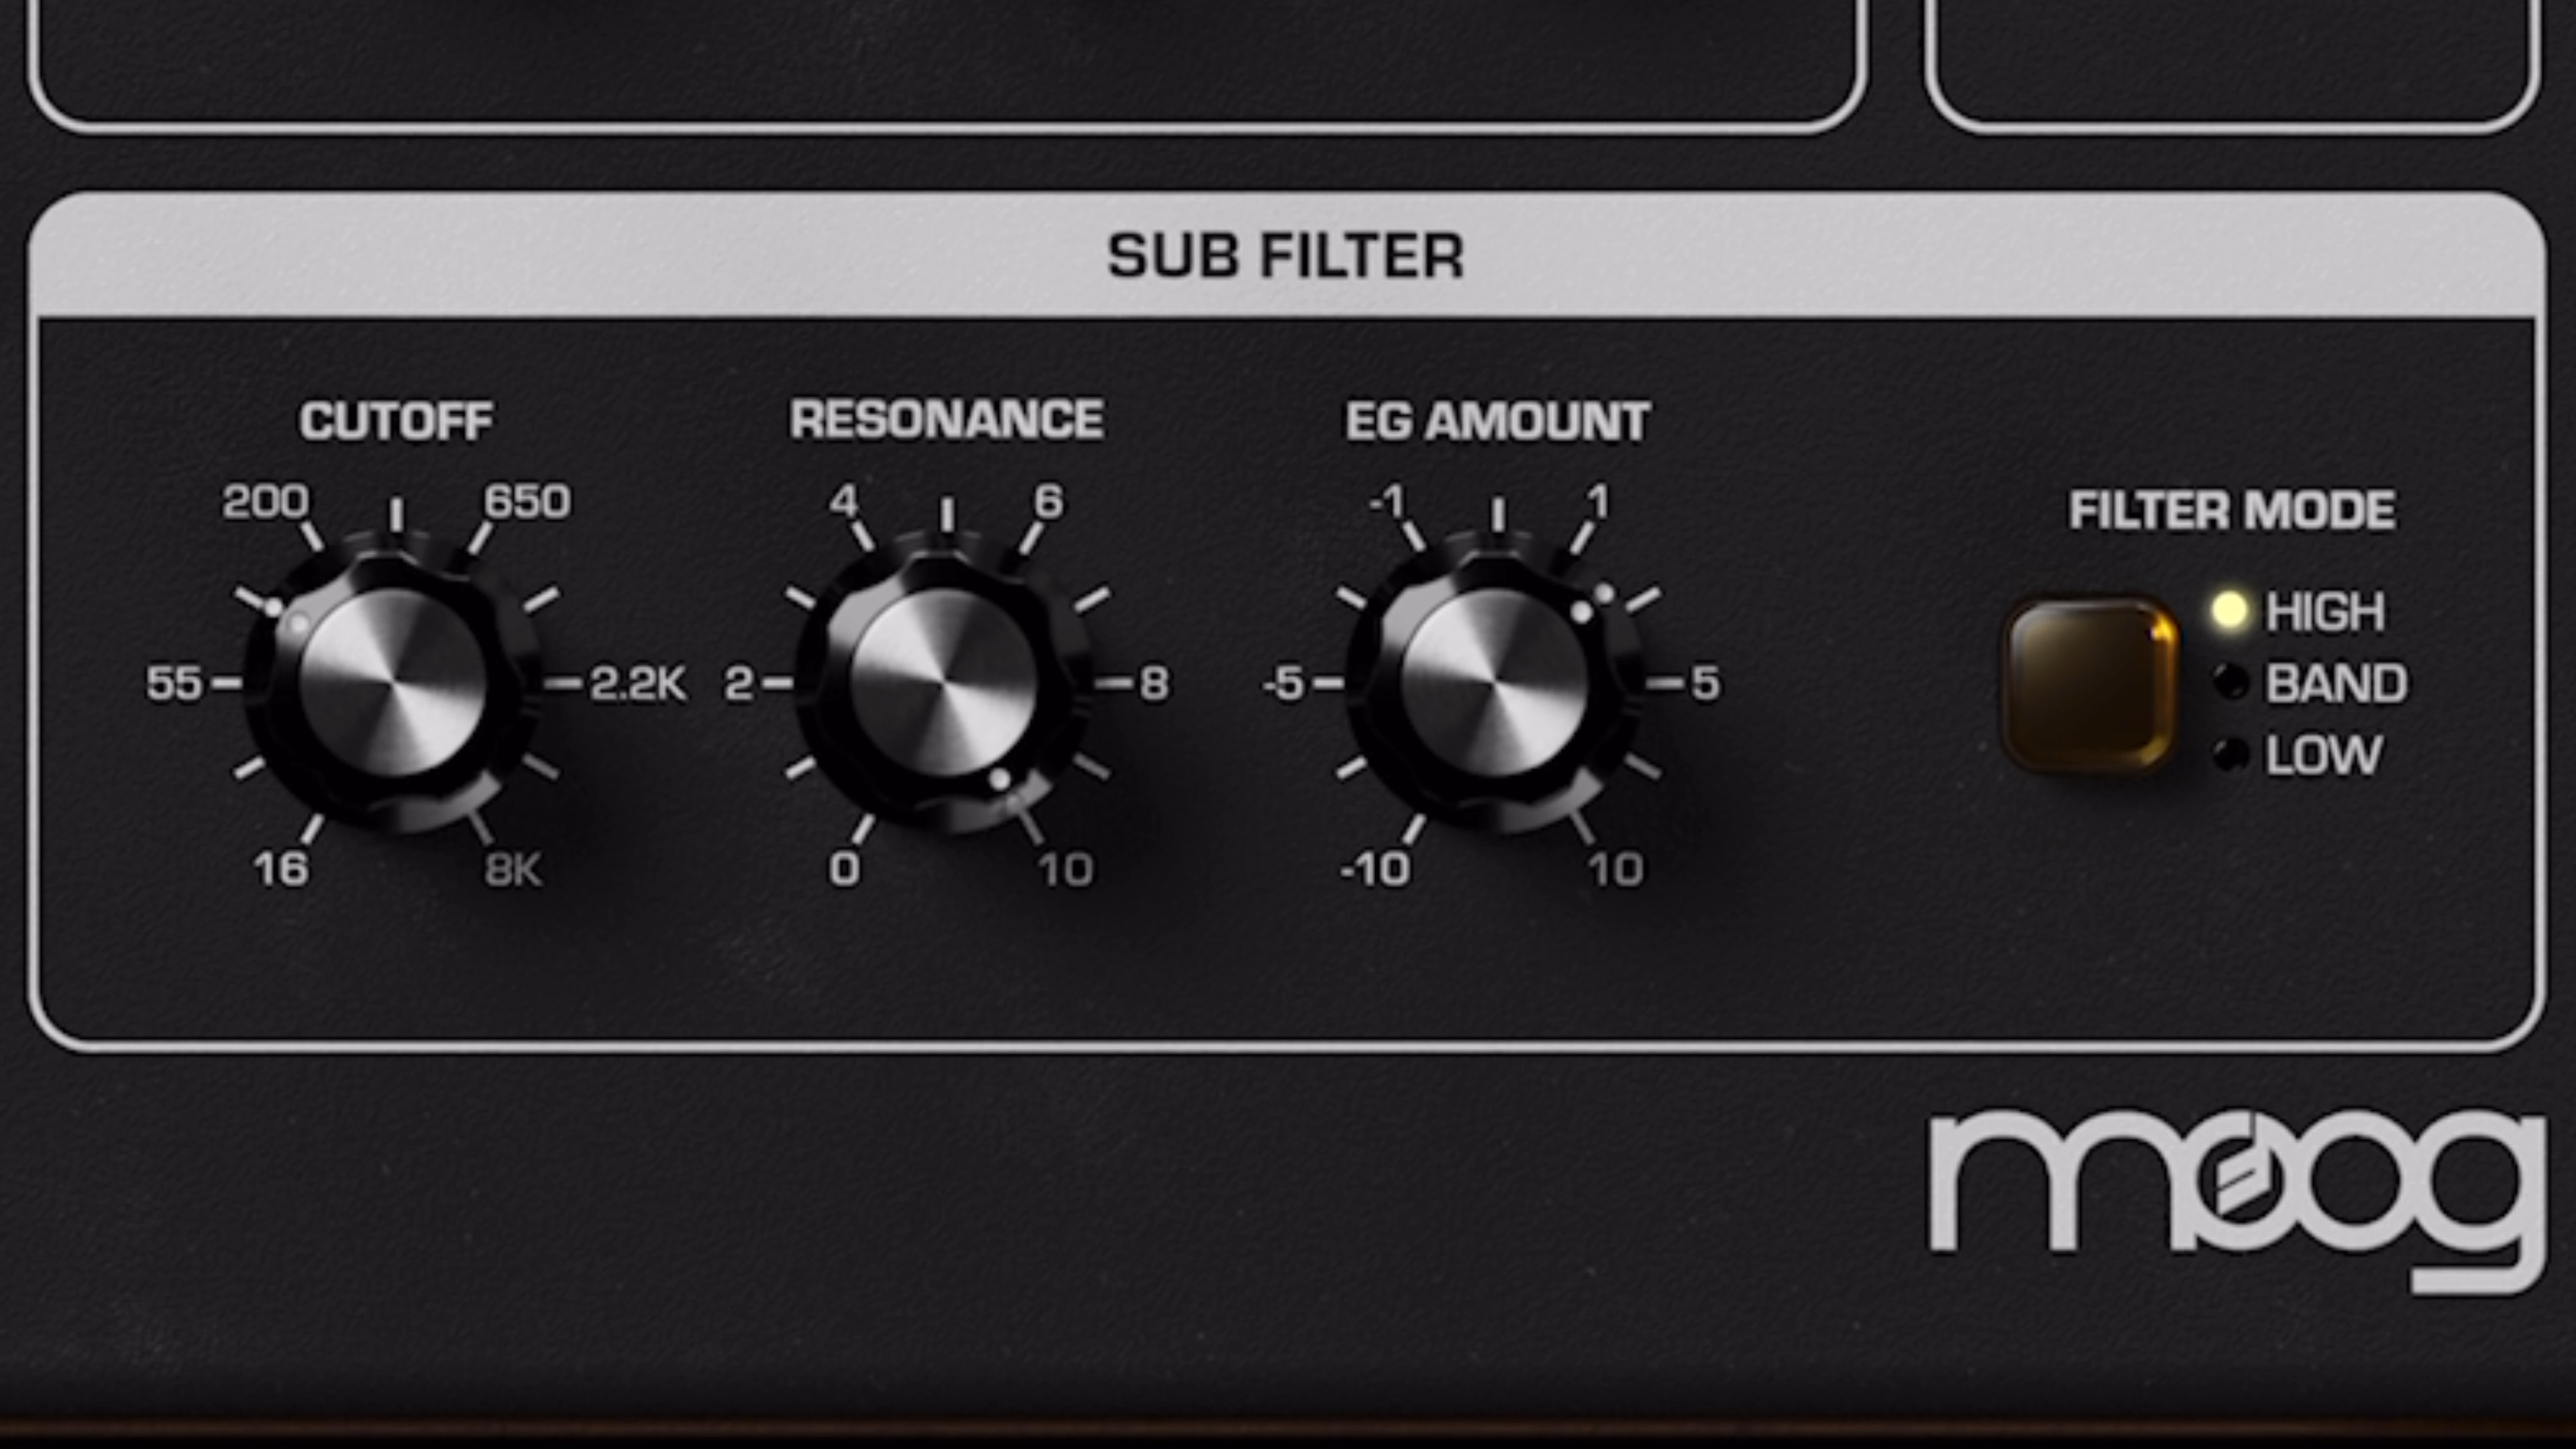 SUB FILTER
CUTOFF
200
650
55
2.2K
16
8K
RESONANCE
4
6
2
8
0
10
EG AMOUNT
-1
1
-5
5
-10
10
FILTER MODE
HIGH
BAND
LOW
moog